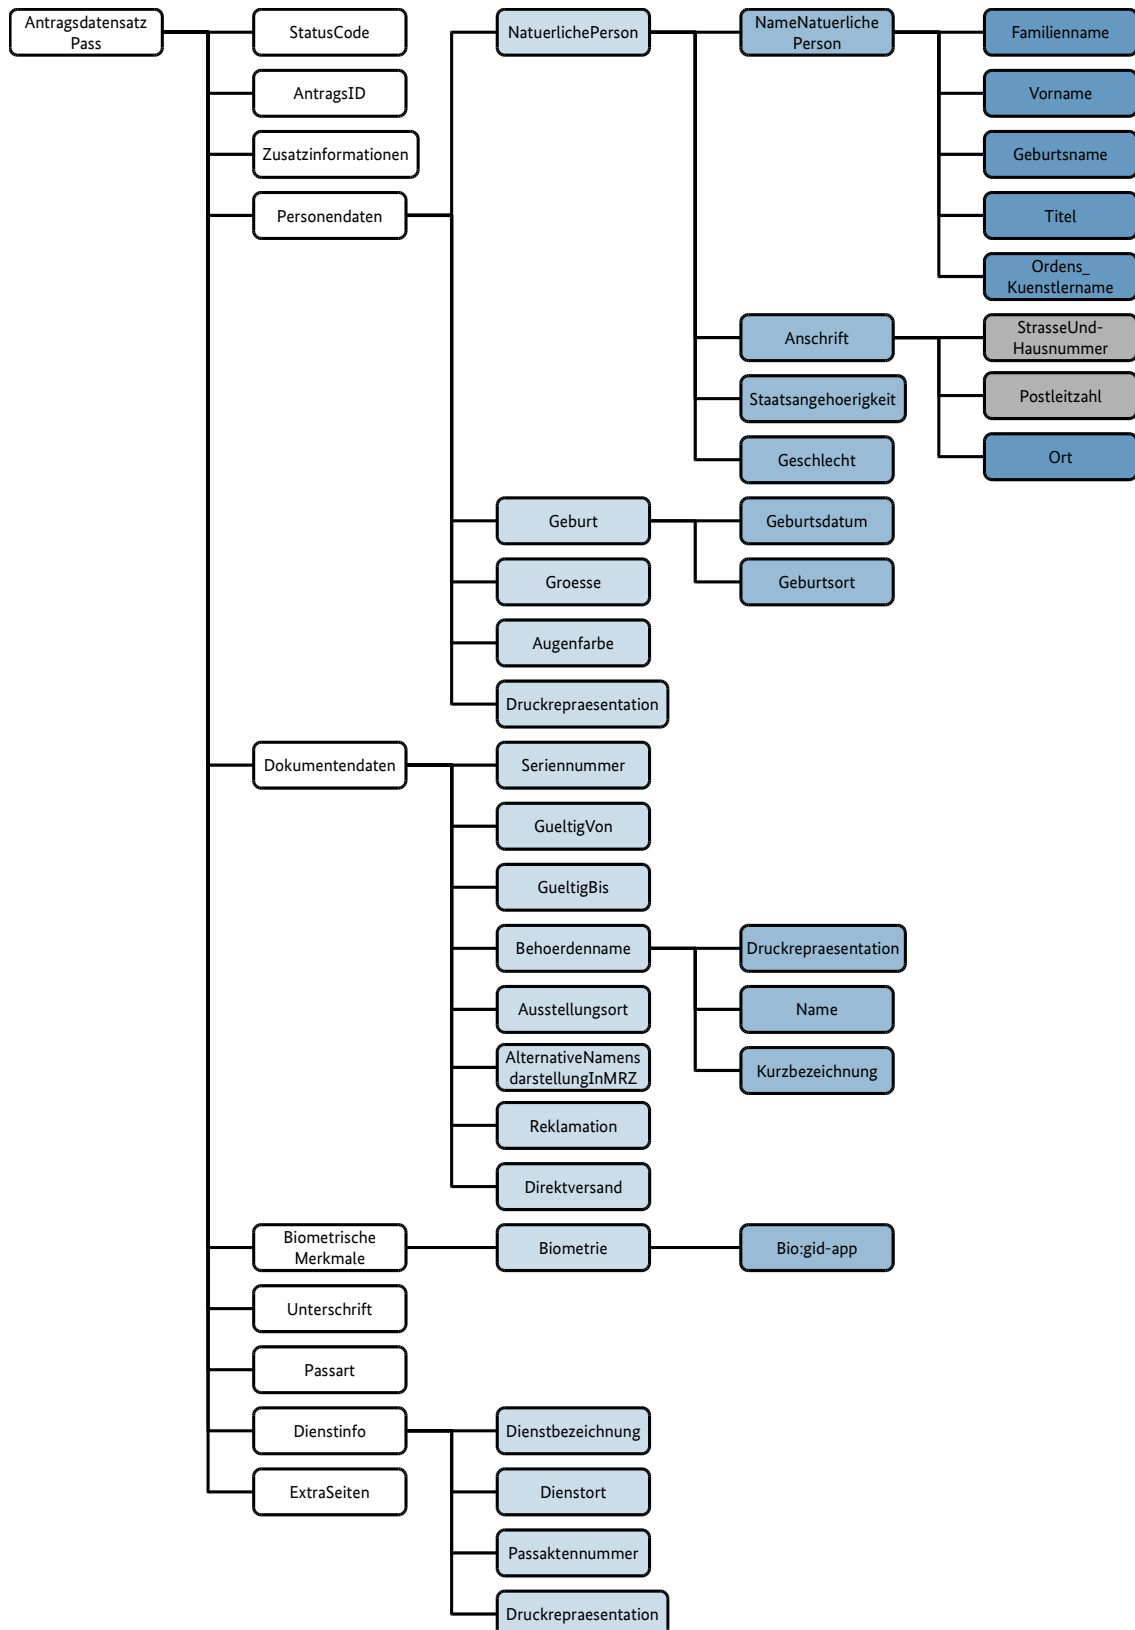 Antragsdatensatz
Pass
StatusCode
NatuerlichePerson
NameNatuerliche
Person
Familienname
AntragsID
Vorname
Zusatzinformationen
Geburtsname
Personendaten
Titel
Ordens_
Kuenstlername
Anschrift
StrasseUnd-
Hausnummer
Staatsangehoerigkeit
Postleitzahl
Geschlecht
Ort
Geburt
Geburtsdatum
Groesse
Geburtsort
Augenfarbe
Druckrepraesentation
Dokumentendaten
Seriennummer
GueltigVon
GueltigBis
Behoerdenname
Druckrepraesentation
Ausstellungsort
Name
AlternativeNamens
darstellungInMRZ
Kurzbezeichnung
Reklamation
Direktversand
Biometrische
Merkmale
Biometrie
Bio:gid-app
Unterschrift
Passart
Dienstinfo
Dienstbezeichnung
ExtraSeiten
Dienstort
Passaktennummer
Druckrepraesentation